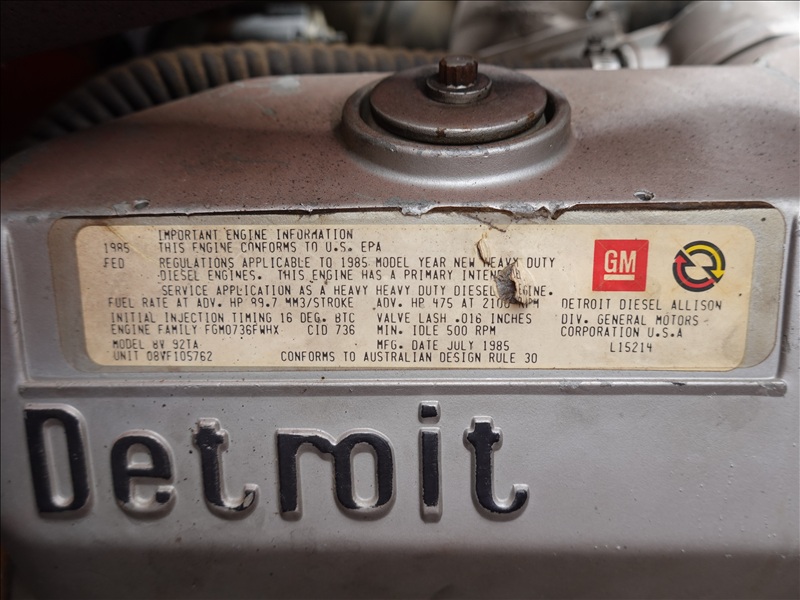 IMPORTANT ENGINE INFORMATION
1985 THIS ENGINE CONFORMS TO U.S. EPA
FED REGULATIONS APPLICABLE TO 1985 MODEL YEAR NEW HEAVY DUTY
DIESEL ENGINES. THIS ENGINE HAS A PRIMARY
SERVICE APPLICATION AS A HEAVY HEAVY DUTY DIESEL
FUEL RATE AT ADV. HP 99.7 MM3/STROKE ADV. HP 475 AT 2100 RPM
INITIAL INJECTION TIMING 16 DEG. BTC VALVE LASH .016 INCHES
ENGINE FAMILY FGM0736FWHX CID 736 MIN. IDLE 500 RPM
MODEL 8V 92TA MFG. DATE JULY 1985
UNIT 08VF105762 CONFORMS TO AUSTRALIAN DESIGN RULE 30
GM
DETROIT DIESEL ALLISON
DIV. GENERAL MOTORS
CORPORATION U.S.A
L15214
Detroit